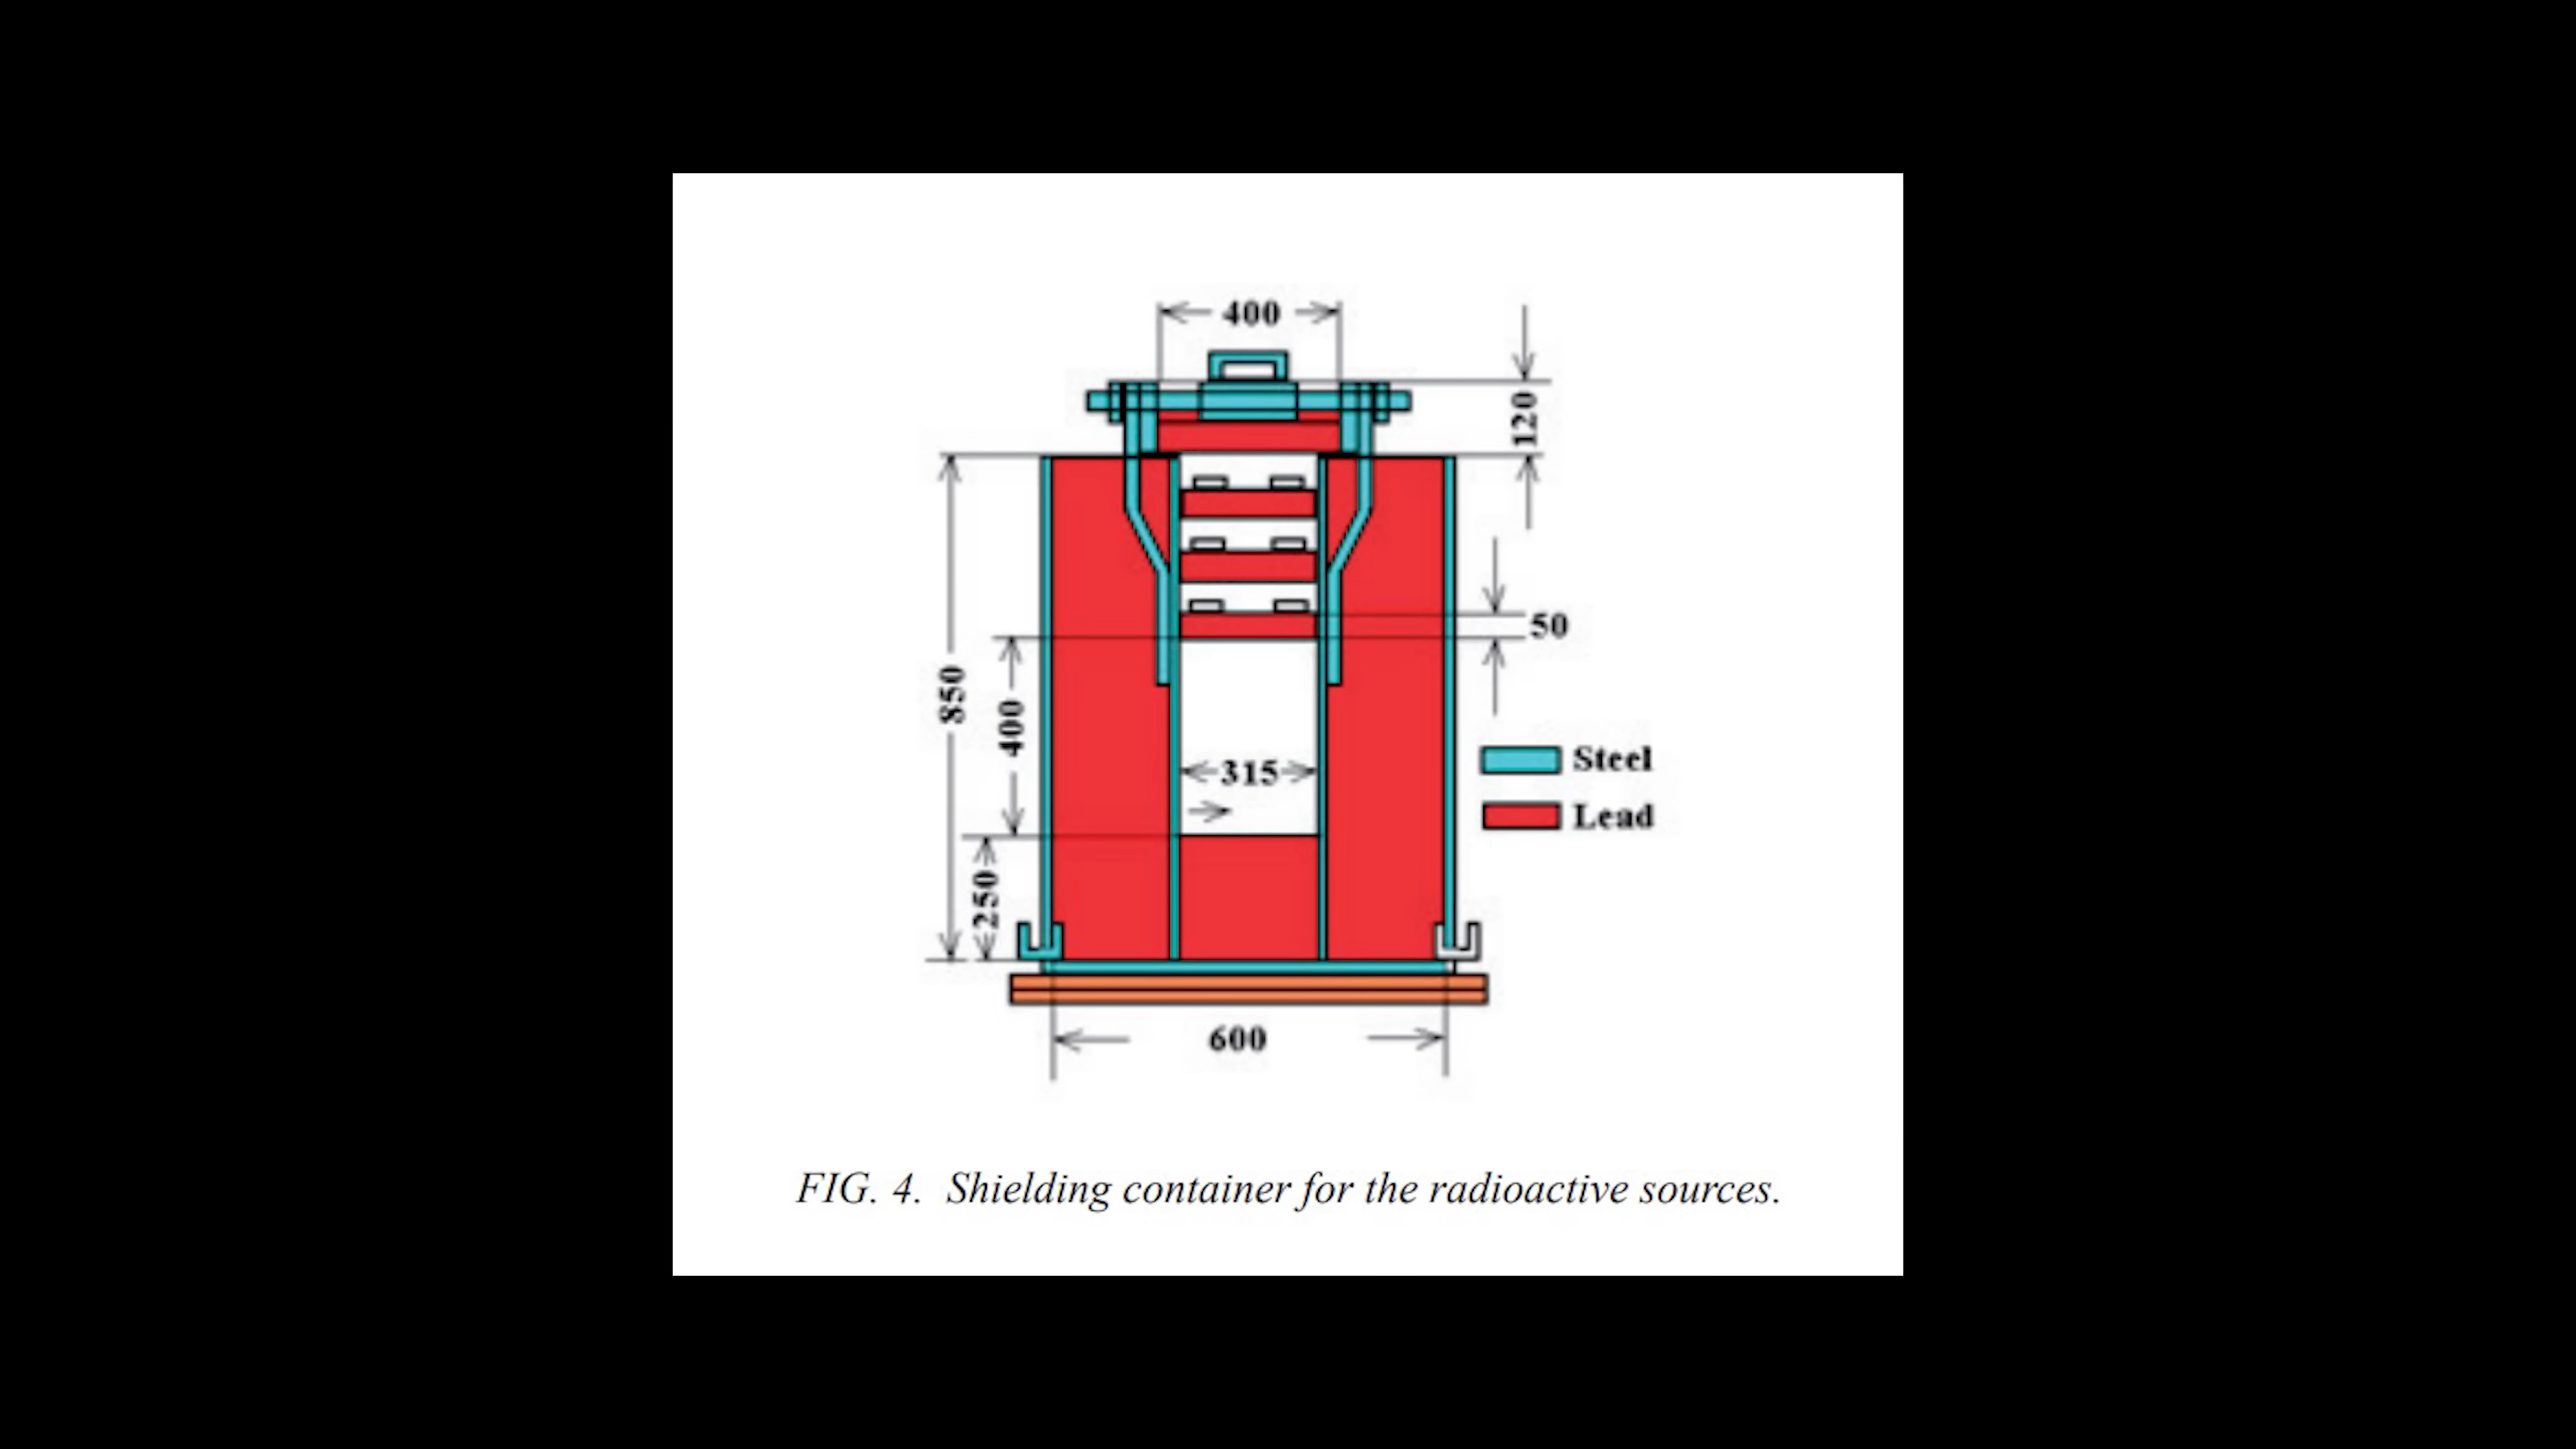 400
120
50
850
400
315
250
Steel
Lead
600
FIG. 4. Shielding container for the radioactive sources.